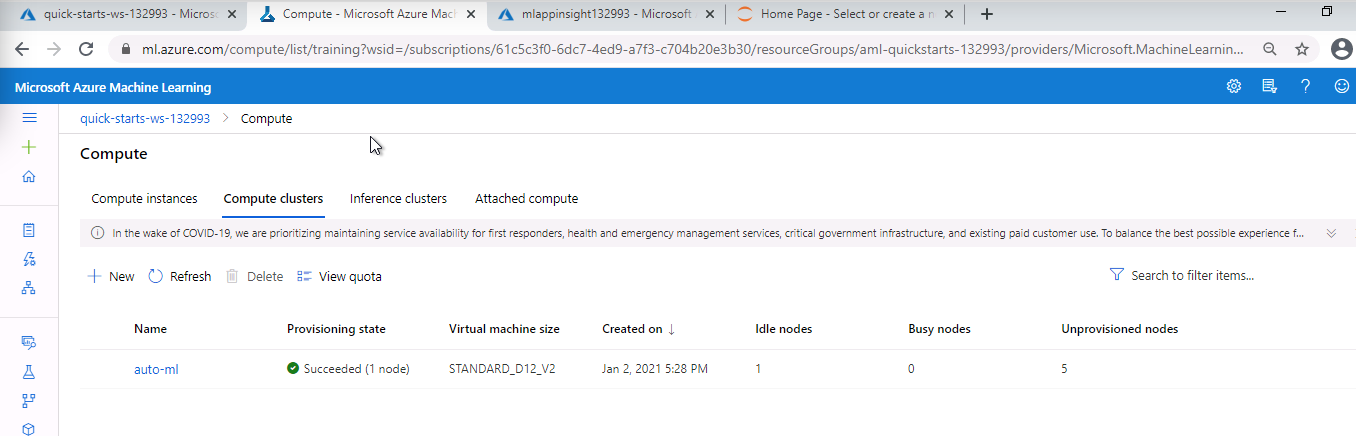 quick-starts-ws-132993 - Micros
Compute - Microsoft Azure Machi
mlappinsight132993 - Microsoft
Home Page - Select or create a n
ml.azure.com/compute/list/training?wsid=/subscriptions/61c5c3f0-6dc7-4ed9-a7f3-c704b20e3b30/resourceGroups/aml-quickstarts-132993/providers/Microsoft.MachineLearnin...
Microsoft Azure Machine Learning
quick-starts-ws-132993 > Compute
Compute
Compute instances Compute clusters Inference clusters Attached compute
In the wake of COVID-19, we are prioritizing maintaining service availability for first responders, health and emergency management services, critical government infrastructure, and existing paid customer use. To balance the best possible experience f...
New Refresh Delete View quota Search to filter items...
Name Provisioning state Virtual machine size Created on ↓ Idle nodes Busy nodes Unprovisioned nodes
auto-ml Succeeded (1 node) STANDARD_D12_V2 Jan 2, 2021 5:28 PM 1 0 5